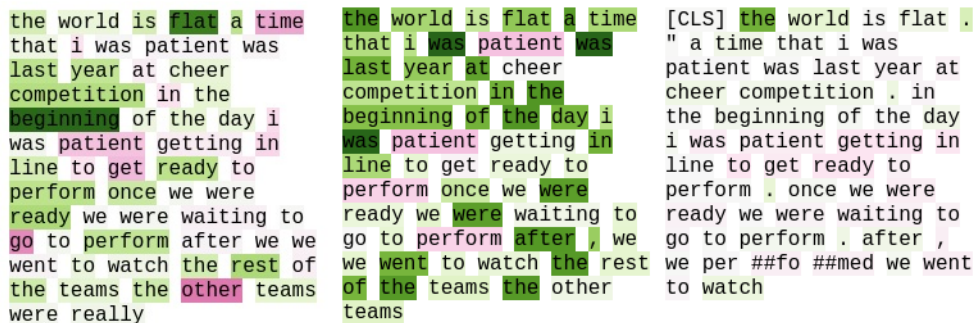 the world is flat a time
that i was patient was
last year at cheer
competition in the
beginning of the day i
was patient getting in
line to get ready to
perform once we were
ready we were waiting to
go to perform after we we
went to watch the rest of
the teams the other teams
were really
the world is flat a time
that i was patient was
last year at cheer
competition in the
beginning of the day i
was patient getting in
line to get ready to
perform once we were
ready we were waiting to
go to perform after , we
we went to watch the rest
of the teams the other
teams
[CLS] the world is flat .
" a time that i was
patient was last year at
cheer competition . in
the beginning of the day
i was patient getting in
line to get ready to
perform . once we were
ready we were waiting to
go to perform . after ,
we per ##fo ##med we went
to watch